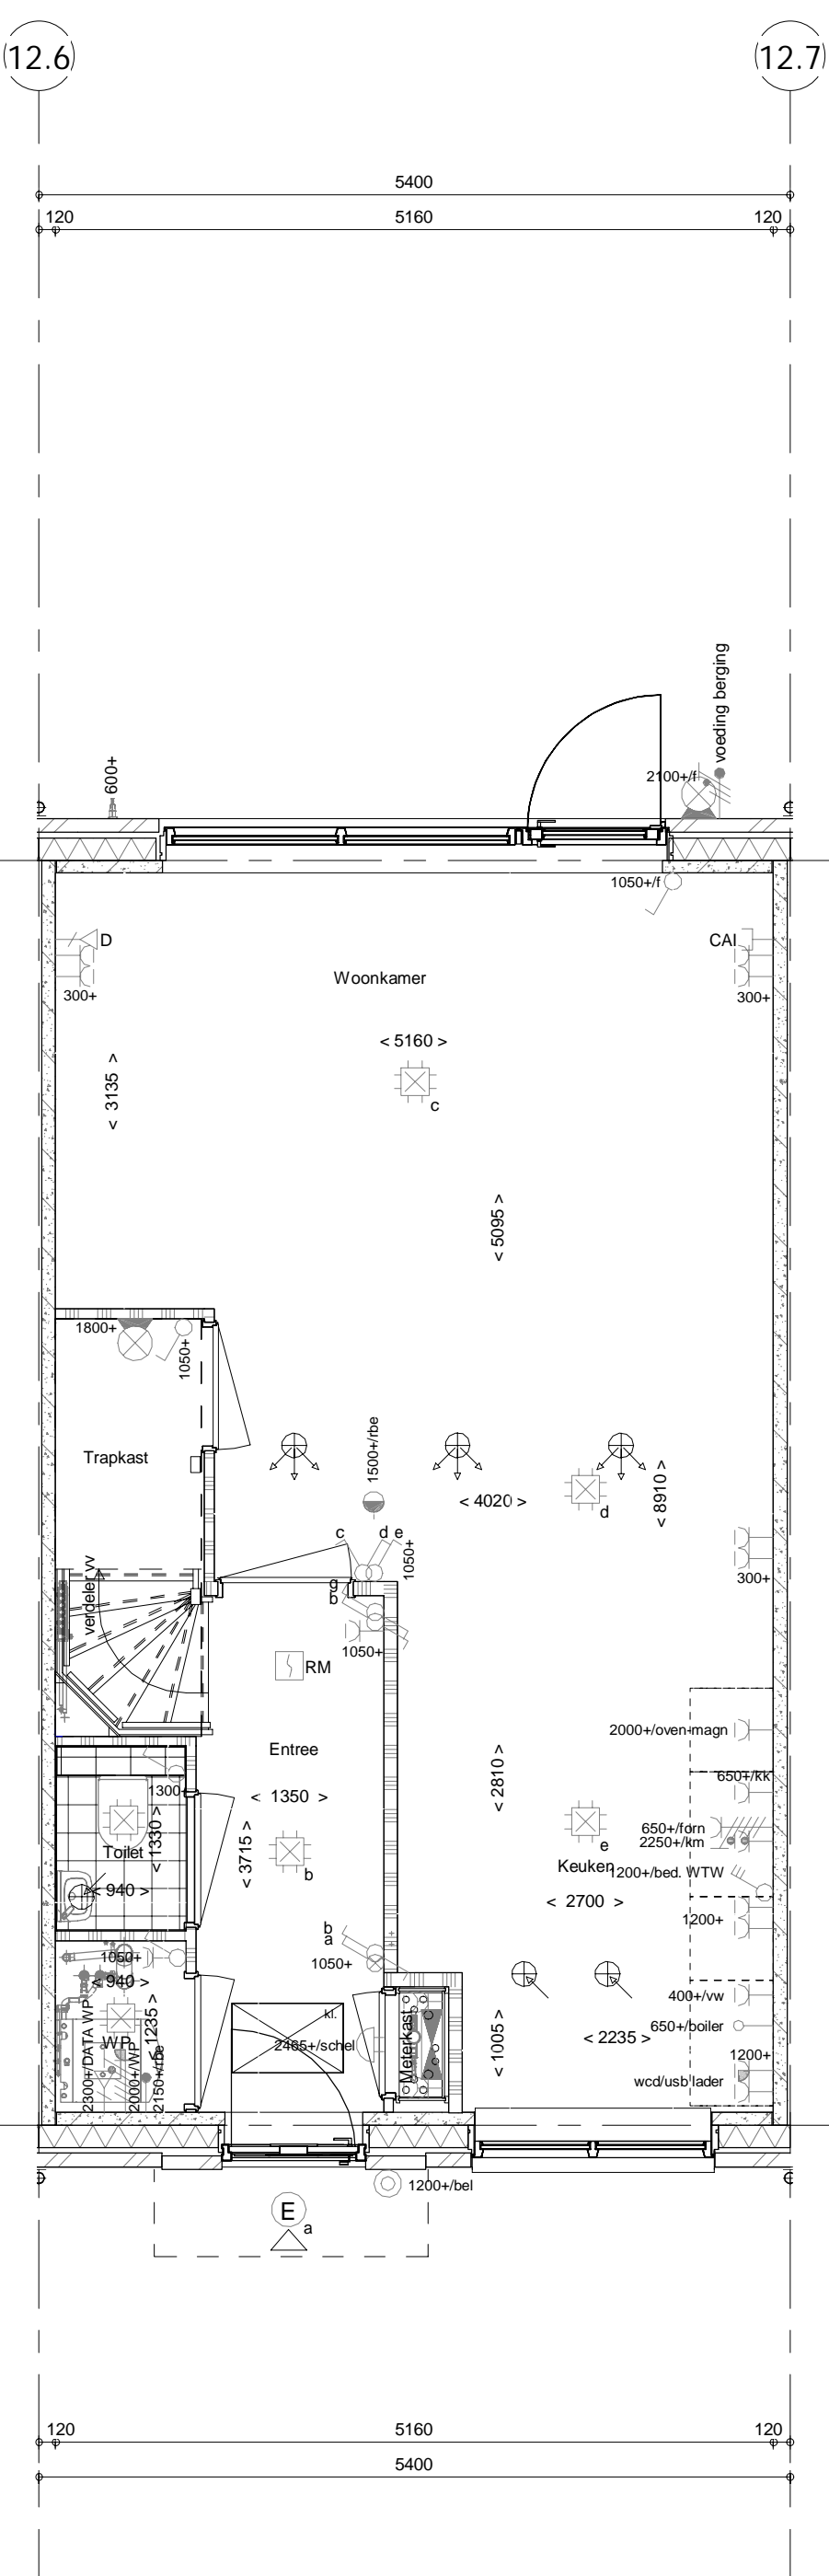 12.6
12.7
5400
120
5160
120
voeding berging
2100+/f
600+
1050+/f
D
CAI
300+
300+
Woonkamer
< 5160 >
< 3135 >
c
< 5095 >
1800+
1050+
Trapkast
1500+/rbe
< 4020 >
d
< 8910 >
c
d e
1050+
300+
verdeler vv
g
b
1050+
RM
2000+/oven-magn
Entree
< 1350 >
< 2810 >
650+/kk
1300+
< 1330 >
Toilet
< 3715 >
b
e
650+/forn
2250+/km
Keuken
1200+/bed. WTW
< 940 >
< 2700 >
1200+
b
a
1050+
1050+
< 940 >
400+/vw
kl.
2465+/schel
Meterkast
< 1005 >
< 2235 >
650+/boiler
1200+
WP
< 1235 >
2300+/DATA WP
2000+/WP
2150+/rbe
wcd/usb lader
1200+/bel
E
a
120
5160
120
5400